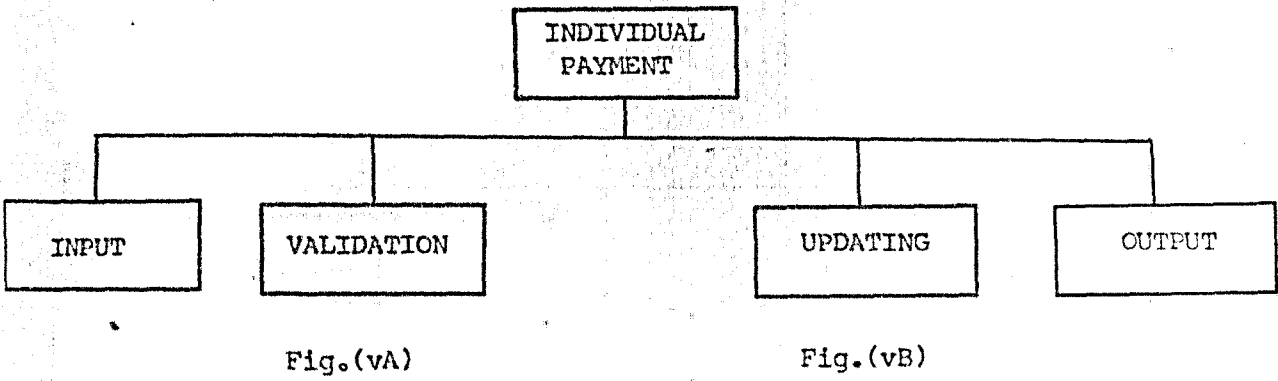 INDIVIDUAL
PAYMENT
INPUT
VALIDATION
UPDATING
OUTPUT
Fig.(vA)
Fig.(vB)